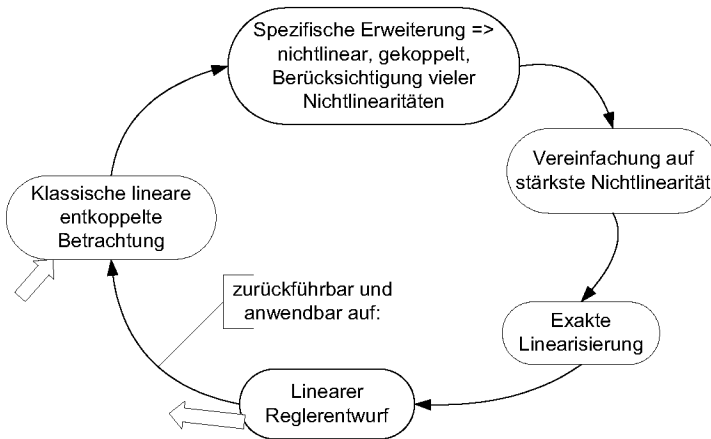 Spezifische Erweiterung =>
nichtlinear, gekoppelt,
Berücksichtigung vieler
Nichtlinearitäten
Vereinfachung auf
stärkste Nichtlinearität
Klassische lineare
entkoppelte
Betrachtung
zurückführbar und
anwendbar auf:
Exakte
Linearisierung
Linearer
Reglerentwurf